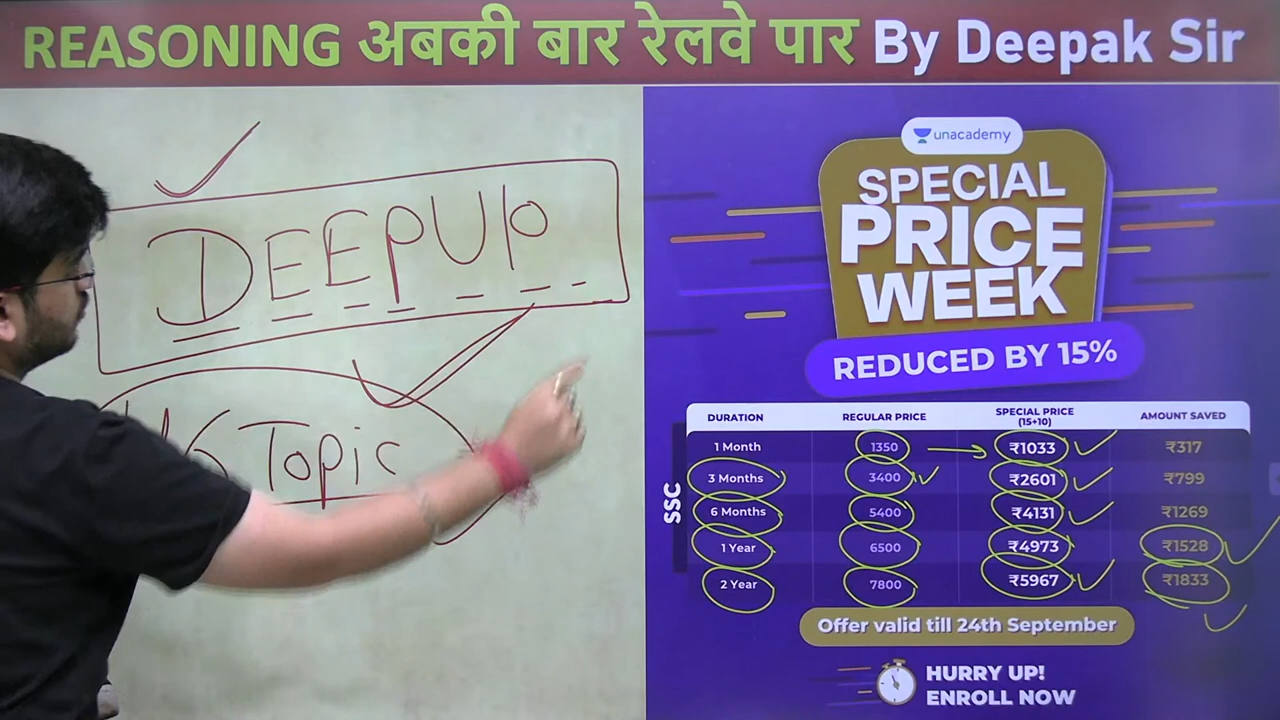 REASONING अबकी बार रेलवे पार By Deepak Sir
DEEPUP10
Topic
unacademy
SPECIAL
PRICE
WEEK
REDUCED BY 15%
DURATION REGULAR PRICE SPECIAL PRICE (15+10) AMOUNT SAVED
SSC
1 Month 1350 ₹1033 ₹317
3 Months 3400 ₹2601 ₹799
6 Months 5400 ₹4131 ₹1269
1 Year 6500 ₹4973 ₹1528
2 Year 7800 ₹5967 ₹1833
Offer valid till 24th September
HURRY UP!
ENROLL NOW